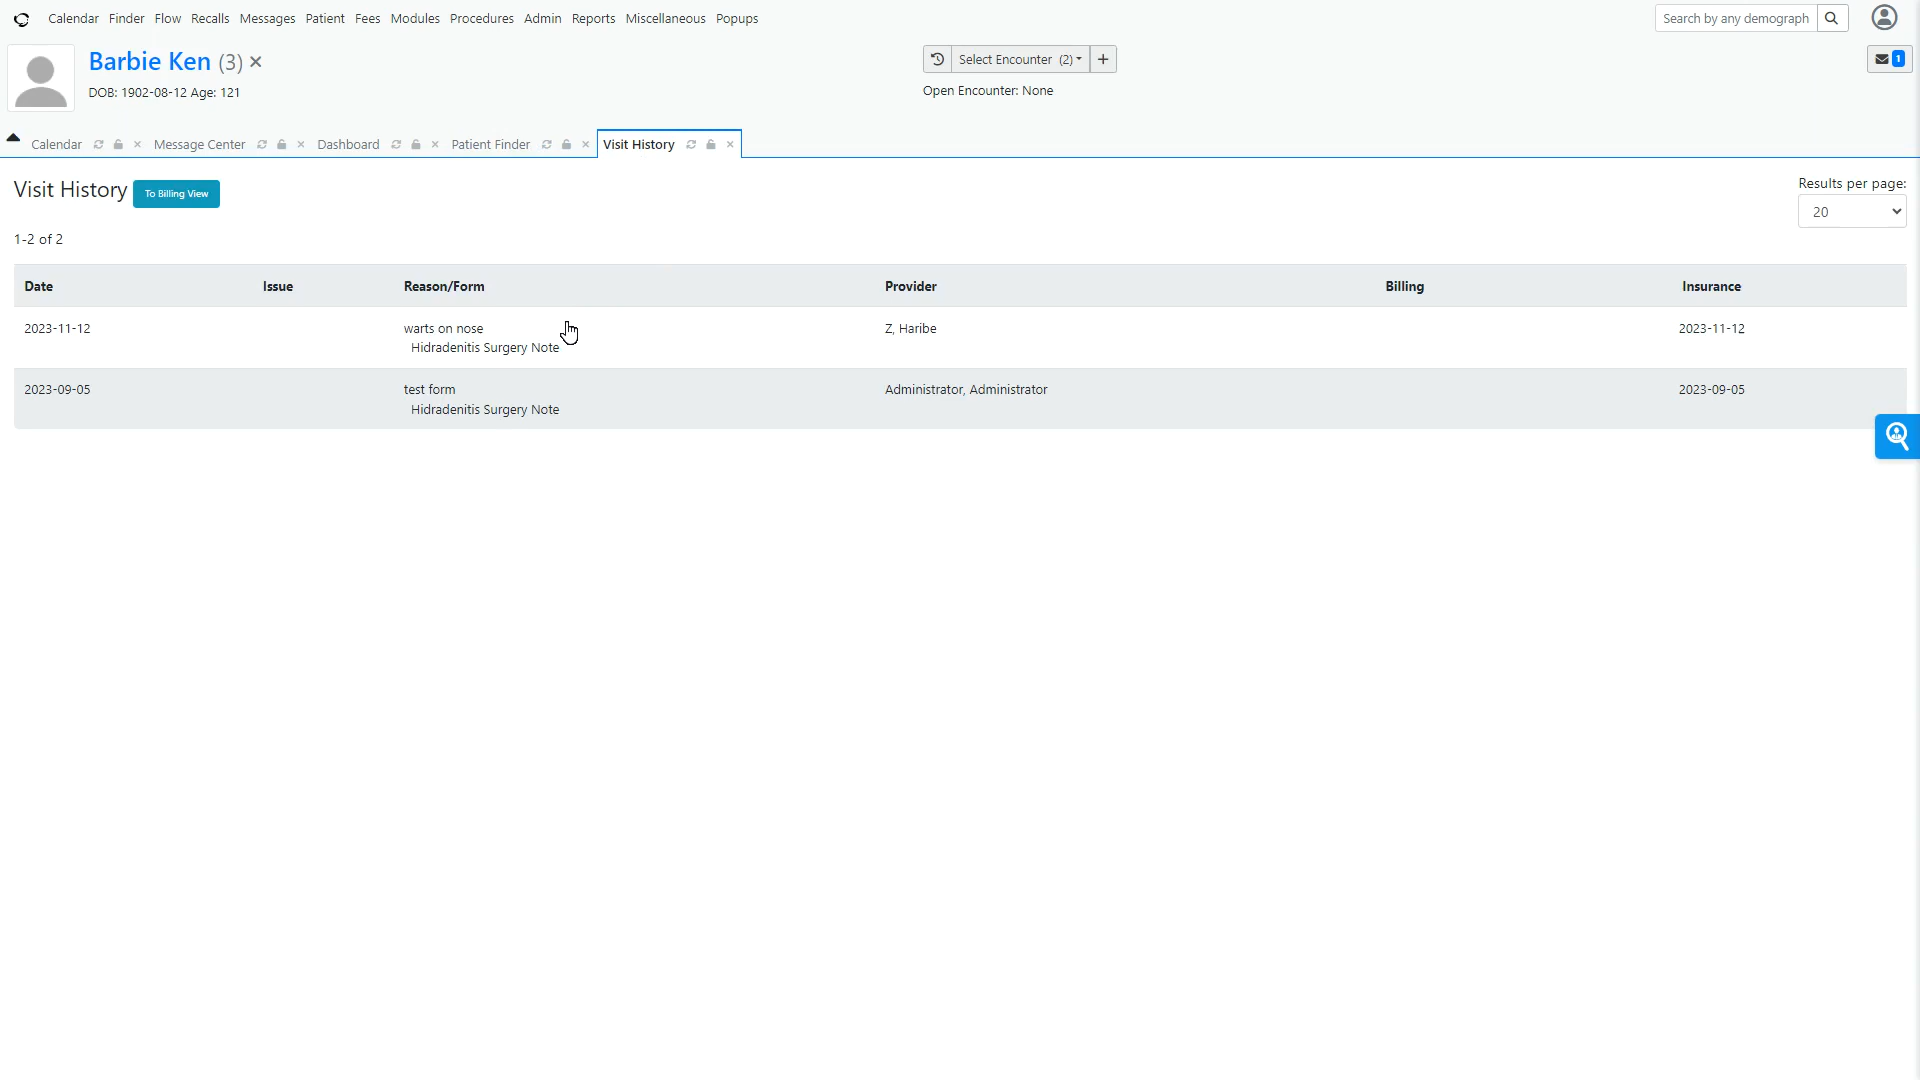 Calendar Finder Flow Recalls Messages Patient Fees Modules Procedures Admin Reports Miscellaneous Popups
Search by any demograph
Barbie Ken (3)
DOB: 1902-08-12 Age: 121
Select Encounter (2)
Open Encounter: None
1
Calendar Message Center Dashboard Patient Finder Visit History
Visit History To Billing View
Results per page:
20
1-2 of 2
Date Issue Reason/Form Provider Billing Insurance
2023-11-12 warts on nose Z, Haribe 2023-11-12
Hidradenitis Surgery Note
2023-09-05 test form Administrator, Administrator 2023-09-05
Hidradenitis Surgery Note